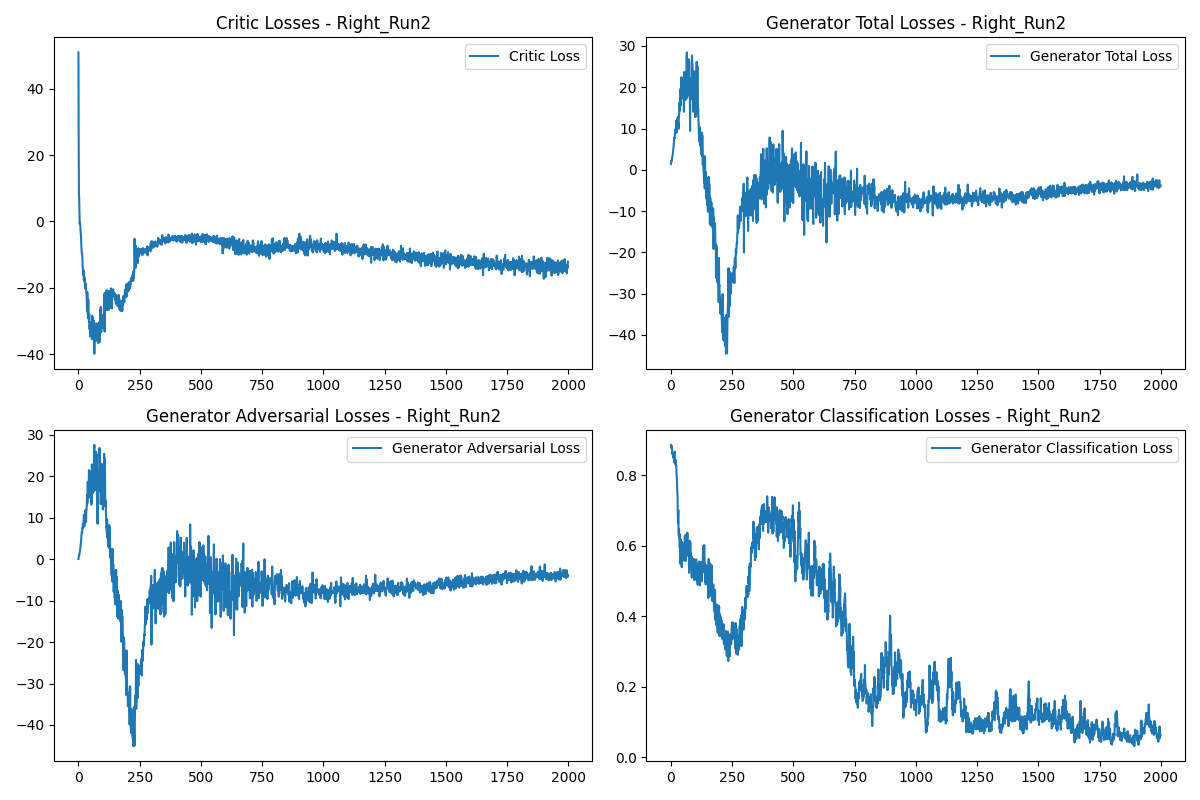 Critic Losses - Right_Run2
Critic Loss
40
20
0
−20
−40
0 250 500 750 1000 1250 1500 1750 2000
Generator Total Losses - Right_Run2
Generator Total Loss
30
20
10
0
−10
−20
−30
−40
0 250 500 750 1000 1250 1500 1750 2000
Generator Adversarial Losses - Right_Run2
Generator Adversarial Loss
30
20
10
0
−10
−20
−30
−40
0 250 500 750 1000 1250 1500 1750 2000
Generator Classification Losses - Right_Run2
Generator Classification Loss
0.8
0.6
0.4
0.2
0.0
0 250 500 750 1000 1250 1500 1750 2000